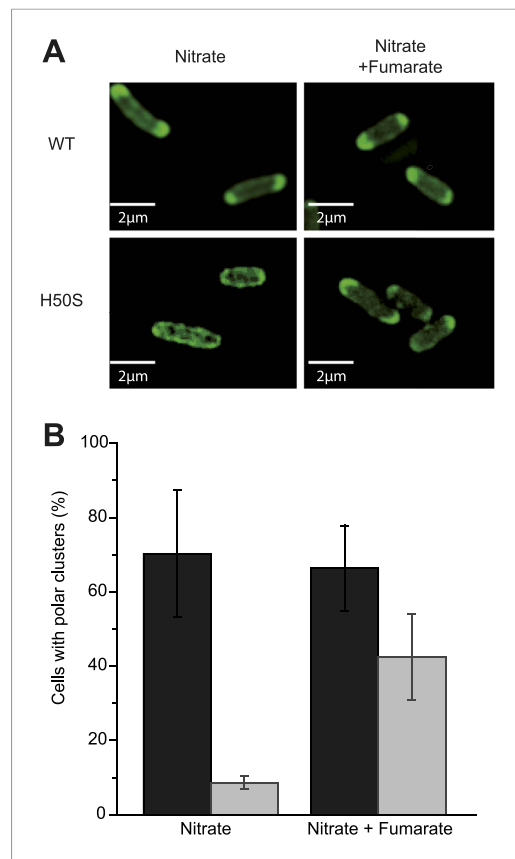 A
Nitrate
Nitrate
+Fumarate
WT
2μm
2μm
H50S
2μm
2μm
B
Cells with polar clusters (%)
100
80
60
40
20
0
Nitrate
Nitrate + Fumarate